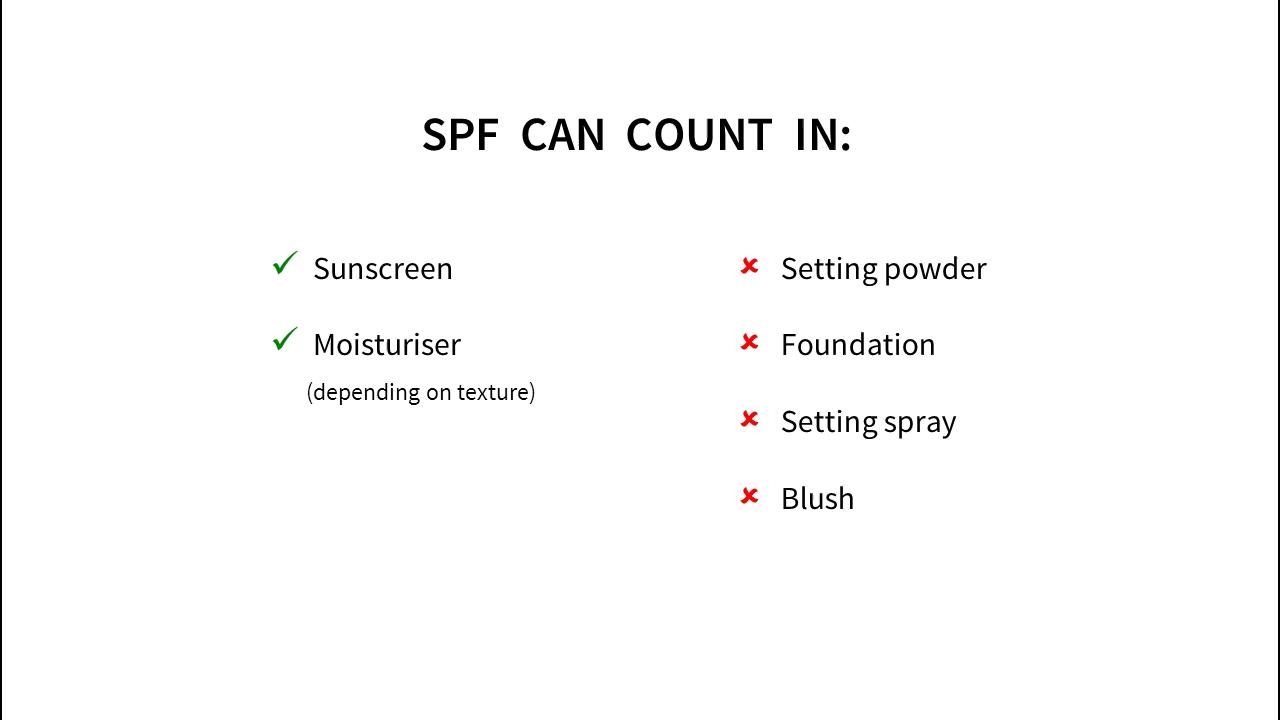 SPF CAN COUNT IN:
✓ Sunscreen
✓ Moisturiser
(depending on texture)
✘ Setting powder
✘ Foundation
✘ Setting spray
✘ Blush